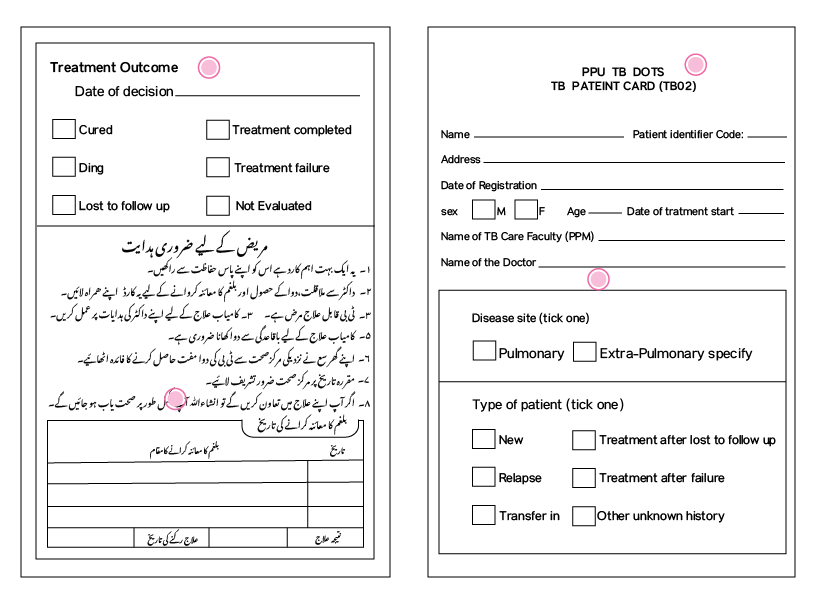 Treatment Outcome
Date of decision
Cured
Treatment completed
Ding
Treatment failure
Lost to follow up
Not Evaluated
مریض کے لیے ضروری ہدایت
۱۔ یہ ایک بہت اہم کارڈ ہے اس کو اپنے پاس حفاظت سے راکھیں۔
۲۔ داکٹر سے ملاقلت، دوا کے حصول اور بلغم کا معائنہ کروانے کے لیے یہ کارڈ اپنے ھمراہ لائیں۔
۳۔ ٹی بی قابل علاج مرض ہے۔ ۴۔ کامیاب علاج کے لیے اپنے داکٹر کی ہدایات پر عمل کریں۔
۵۔ کامیاب علاج کے لیے باقاعدگی سے دوا کھانا ضروری ہے۔
۶۔ اپنے گھر سے نزدیکی مرکز صحت سے ٹی بی کی دوا مفت حاصل کرنے کا فائدہ اٹھایئے۔
۷۔ مقررہ تاریخ پر مرکز صحت ضرور تشریف لایئے۔
۸۔ اگر آپ اپنے علاج میں تعاون کریں گے تو انشاءاللہ طور پر صحت یاب ہو جائیں گے۔
بلغم کا معائنہ کرانے کی تاریخ
تاریخ
بلغم کا معائنہ کرانے کا مقام
نتیجہ علاج
علاج رکنے کی تاریخ
PPU TB DOTS
TB PATEINT CARD (TB02)
Name Patient identifier Code:
Address
Date of Registration
sex M F Age Date of tratment start
Name of TB Care Faculty (PPM)
Name of the Doctor
Disease site (tick one)
Pulmonary Extra-Pulmonary specify
Type of patient (tick one)
New
Treatment after lost to follow up
Relapse
Treatment after failure
Transfer in
Other unknown history